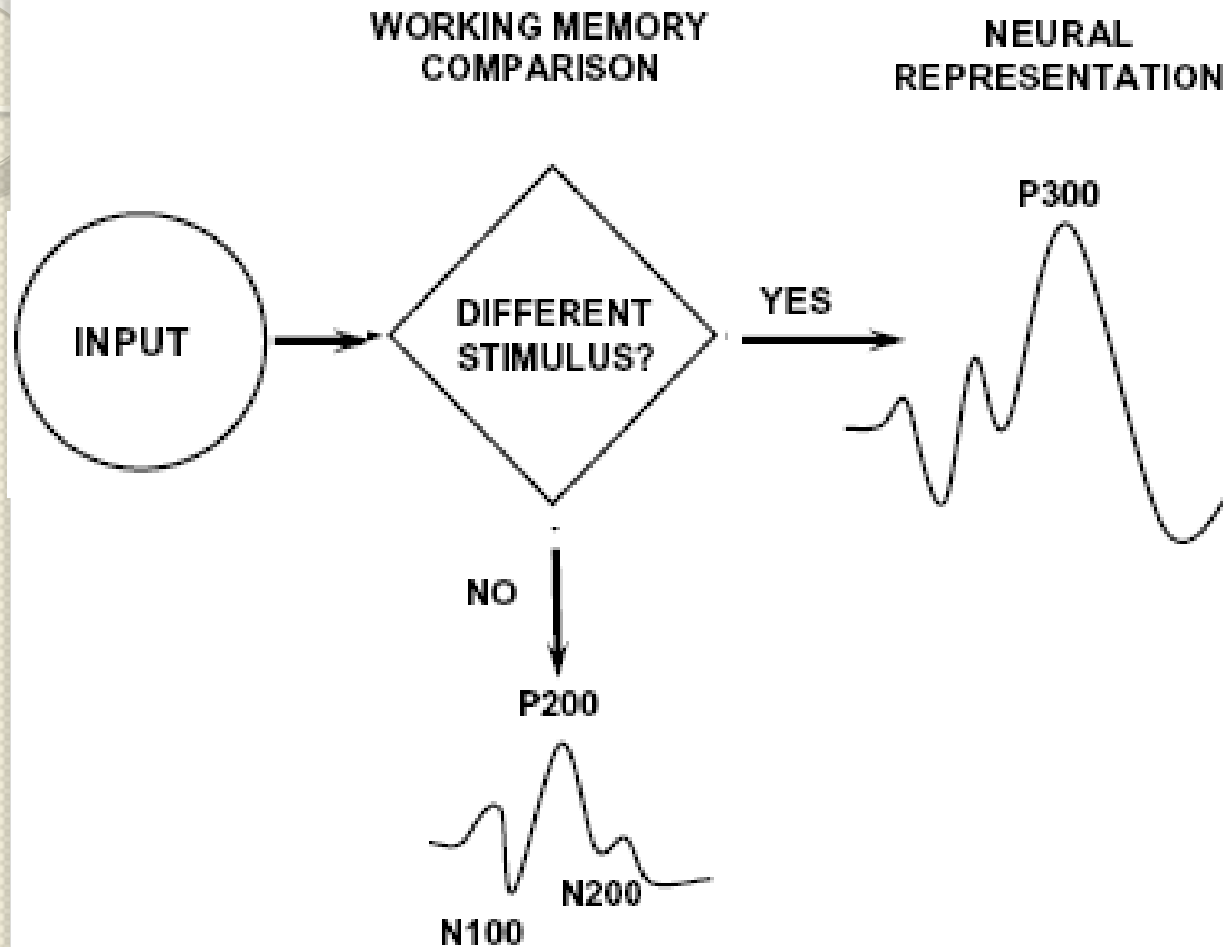 WORKING MEMORY
COMPARISON
NEURAL
REPRESENTATION
INPUT
DIFFERENT
STIMULUS?
YES
P300
NO
P200
N200
N100